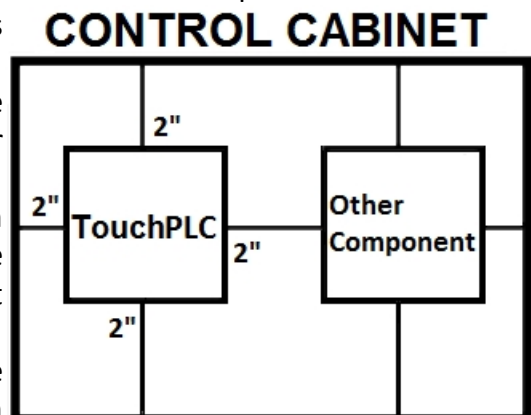 CONTROL CABINET
2"
2"
TouchPLC
2"
Other
Component
2"